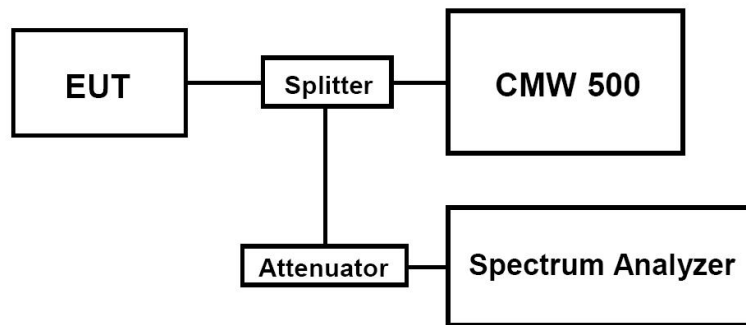 EUT
Splitter
CMW 500
Attenuator
Spectrum Analyzer